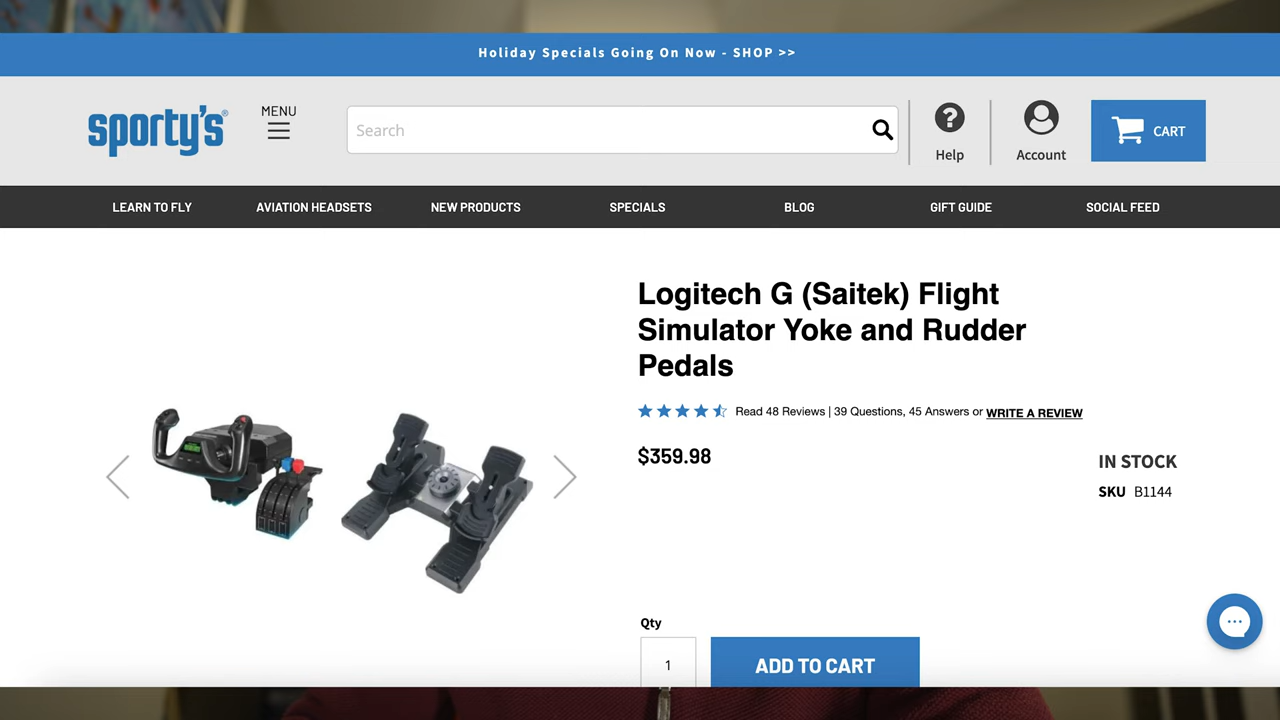 Holiday Specials Going On Now - SHOP >>
sporty's®
MENU
Search
Help
Account
CART
LEARN TO FLY
AVIATION HEADSETS
NEW PRODUCTS
SPECIALS
BLOG
GIFT GUIDE
SOCIAL FEED
Logitech G (Saitek) Flight
Simulator Yoke and Rudder
Pedals
Read 48 Reviews | 39 Questions, 45 Answers or WRITE A REVIEW
$359.98
IN STOCK
SKU B1144
Qty
1
ADD TO CART